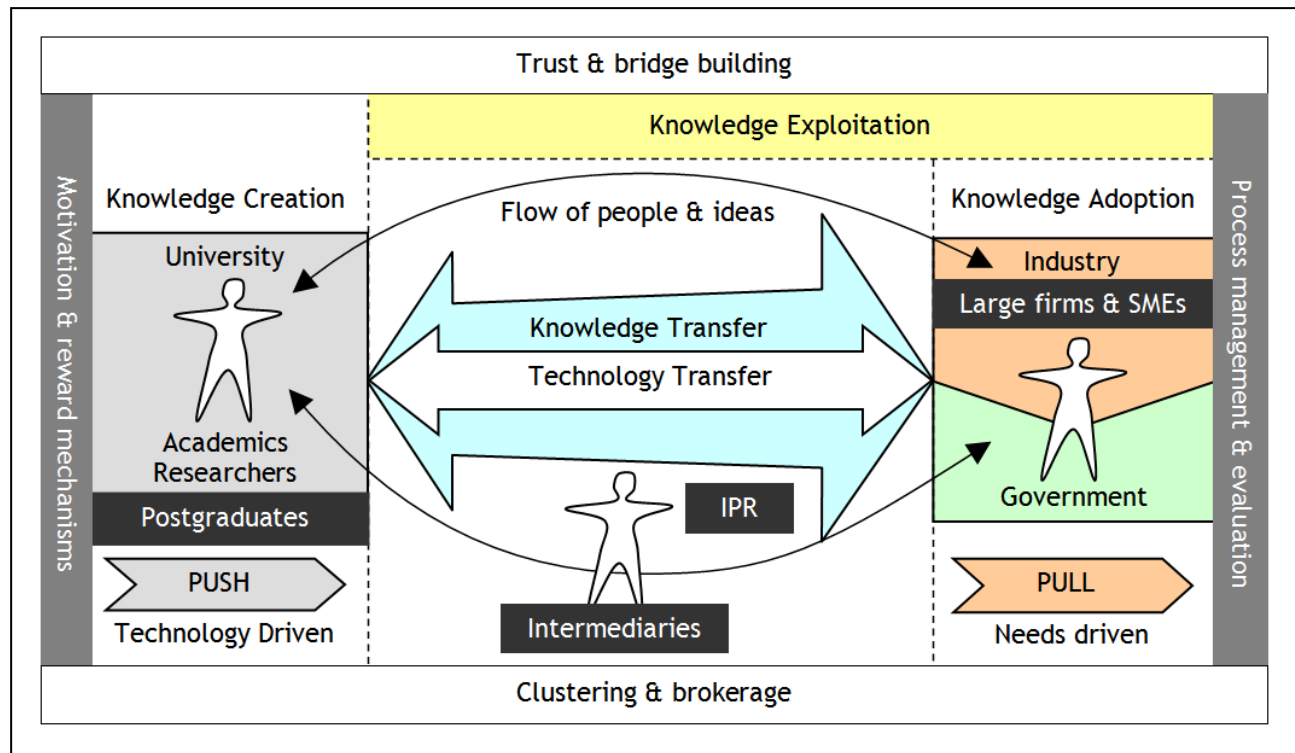 Trust & bridge building
Knowledge Exploitation
Motivation & reward mechanisms
Knowledge Creation
University
Academics
Researchers
Postgraduates
PUSH
Technology Driven
Flow of people & ideas
Knowledge Transfer
Technology Transfer
IPR
Intermediaries
Knowledge Adoption
Industry
Large firms & SMEs
Government
PULL
Needs driven
Process management & evaluation
Clustering & brokerage